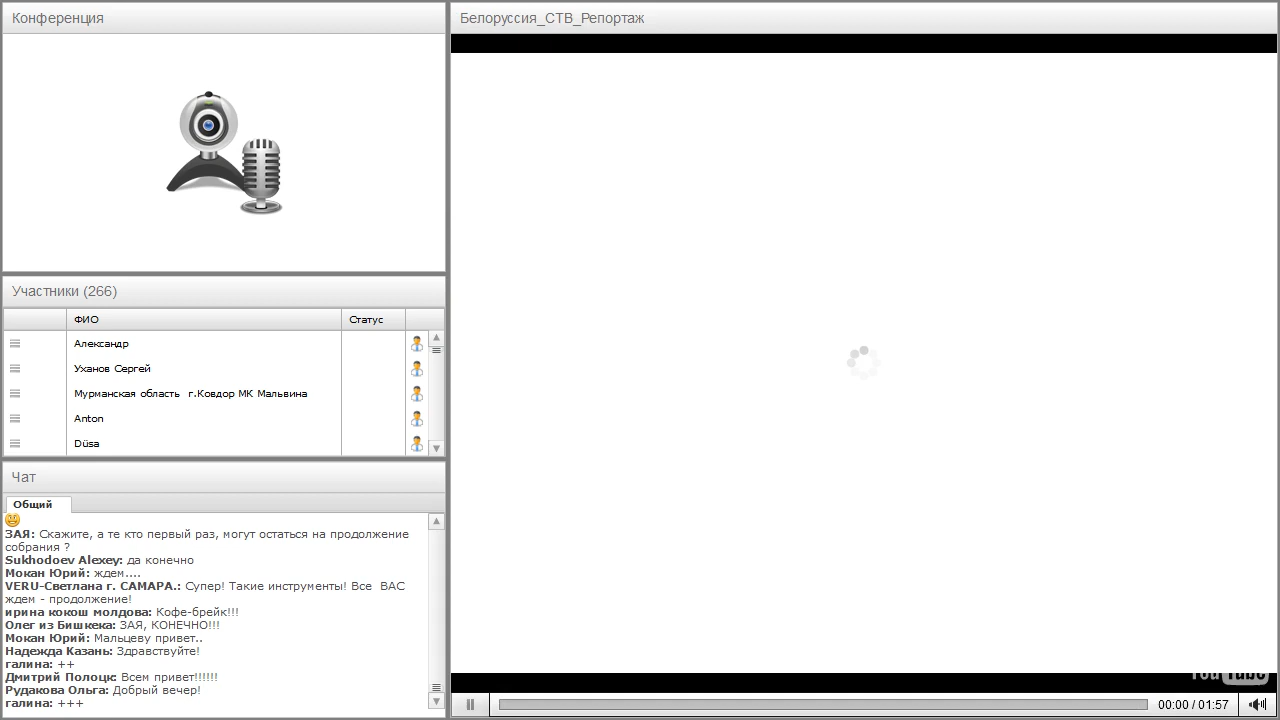 Конференция
Белоруссия_СТВ_Репортаж
Участники (266)
ФИО Статус
Александр
Уханов Сергей
Мурманская область г.Ковдор МК Мальвина
Anton
Düsa
Чат
Общий
ЗАЯ: Скажите, а те кто первый раз, могут остаться на продолжение
собрания ?
Sukhodoev Alexey: да конечно
Мокан Юрий: ждем....
VERU-Светлана г. САМАРА.: Супер! Такие инструменты! Все ВАС
ждем - продолжение!
ирина кокош молдова: Кофе-брейк!!!
Олег из Бишкека: ЗАЯ, КОНЕЧНО!!!
Мокан Юрий: Мальцеву привет..
Надежда Казань: Здравствуйте!
галина: ++
Дмитрий Полоцк: Всем привет!!!!!!
Рудакова Ольга: Добрый вечер!
галина: +++
YouTube
00:00 / 01:57